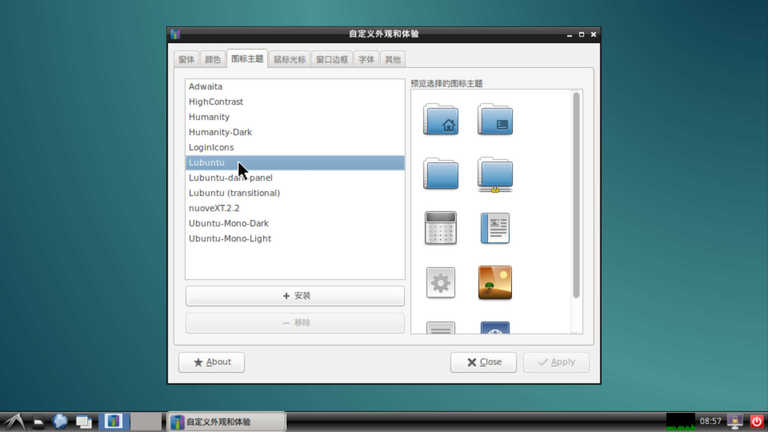 自定义外观和体验
窗体 颜色 图标主题 鼠标光标 窗口边框 字体 其他
预览选择的图标主题
Adwaita
HighContrast
Humanity
Humanity-Dark
LoginIcons
Lubuntu
Lubuntu-dark-panel
Lubuntu (transitional)
nuoveXT.2.2
Ubuntu-Mono-Dark
Ubuntu-Mono-Light
安装
移除
About Close Apply
自定义外观和体验 08:57